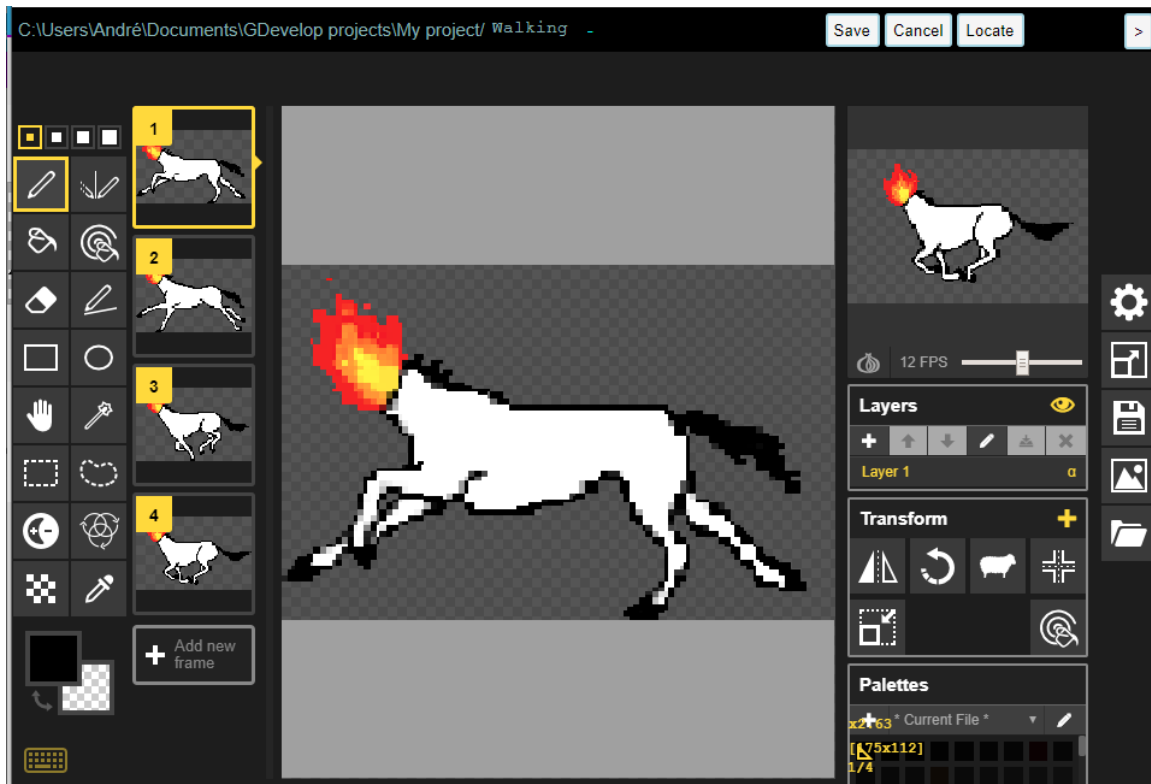 C:\Users\André\Documents\GDevelop projects\My project/ Walking -
Save
Cancel
Locate
>
1
2
3
4
Add new
frame
12 FPS
Layers
Layer 1
α
Transform
Palettes
* Current File *
[175x112]
1/4